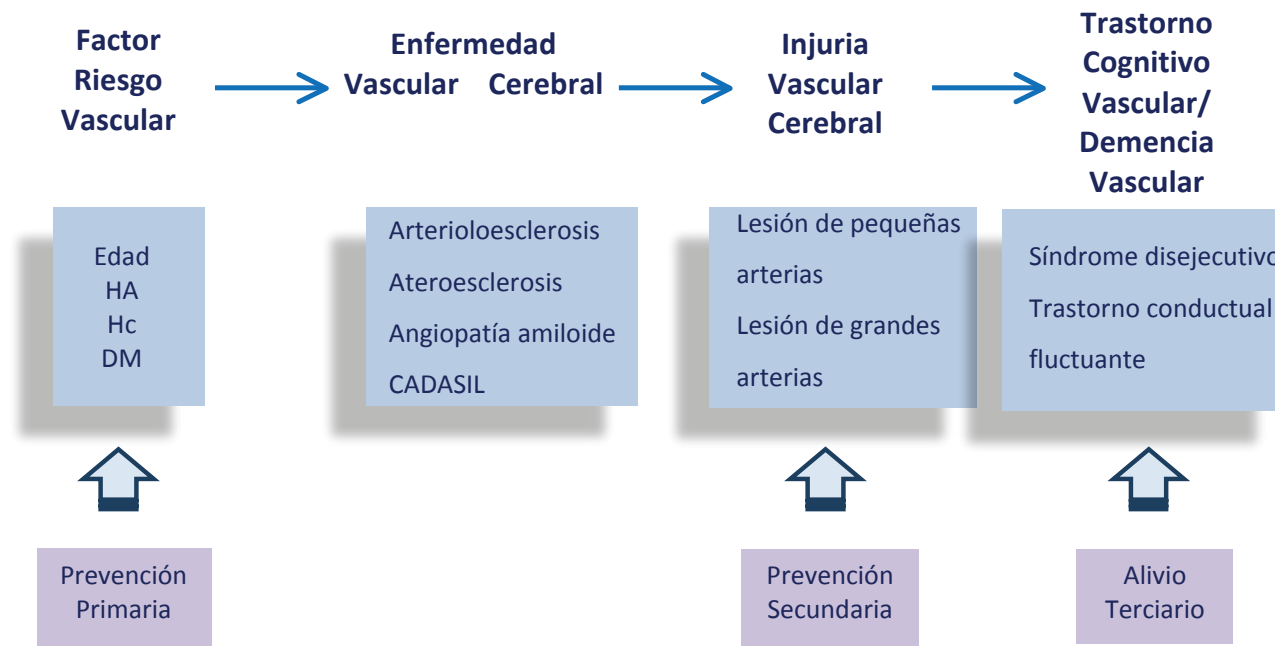 Factor
Riesgo
Vascular
Enfermedad
Vascular Cerebral
Injuria
Vascular
Cerebral
Trastorno
Cognitivo
Vascular/
Demencia
Vascular
Edad
HA
Hc
DM
Arterioloesclerosis
Ateroesclerosis
Angiopatía amiloide
CADASIL
Lesión de pequeñas
arterias
Lesión de grandes
arterias
Síndrome disejecutivo
Trastorno conductual
fluctuante
Prevención
Primaria
Prevención
Secundaria
Alivio
Terciario